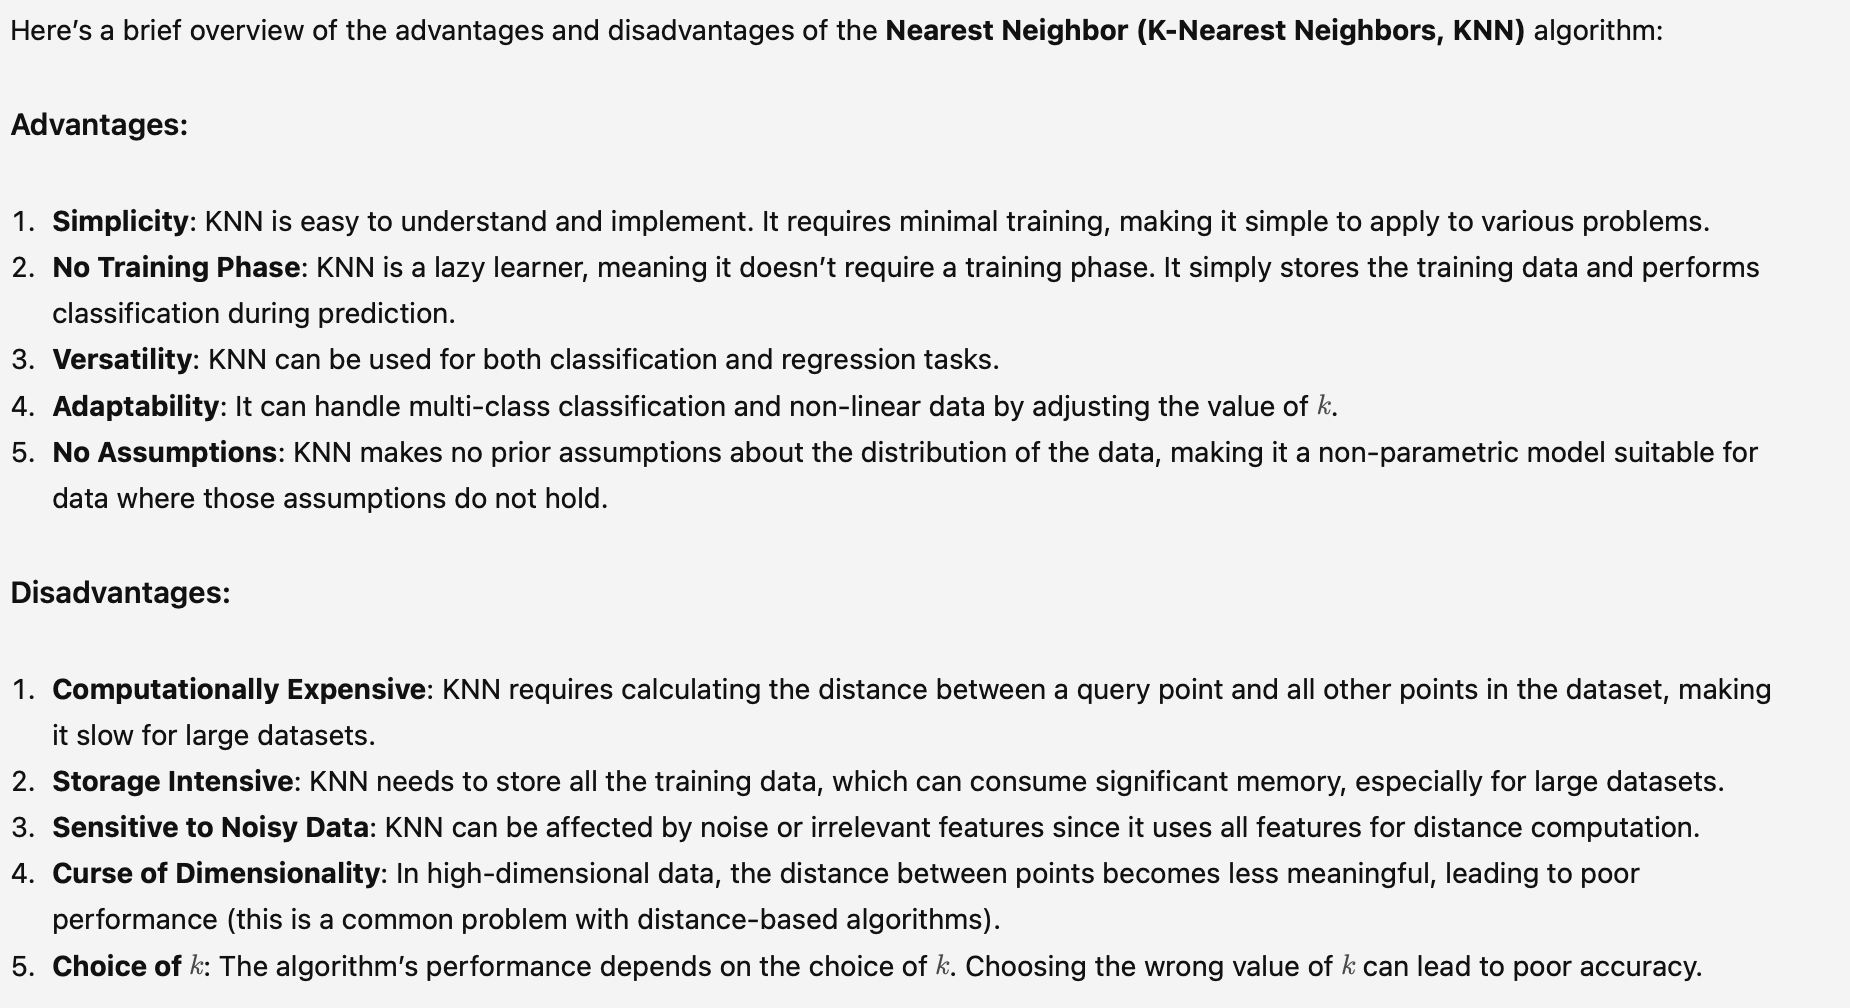 Here’s a brief overview of the advantages and disadvantages of the Nearest Neighbor (K-Nearest Neighbors, KNN) algorithm:
Advantages:
1. Simplicity: KNN is easy to understand and implement. It requires minimal training, making it simple to apply to various problems.
2. No Training Phase: KNN is a lazy learner, meaning it doesn’t require a training phase. It simply stores the training data and performs
classification during prediction.
3. Versatility: KNN can be used for both classification and regression tasks.
4. Adaptability: It can handle multi-class classification and non-linear data by adjusting the value of k.
5. No Assumptions: KNN makes no prior assumptions about the distribution of the data, making it a non-parametric model suitable for
data where those assumptions do not hold.
Disadvantages:
1. Computationally Expensive: KNN requires calculating the distance between a query point and all other points in the dataset, making
it slow for large datasets.
2. Storage Intensive: KNN needs to store all the training data, which can consume significant memory, especially for large datasets.
3. Sensitive to Noisy Data: KNN can be affected by noise or irrelevant features since it uses all features for distance computation.
4. Curse of Dimensionality: In high-dimensional data, the distance between points becomes less meaningful, leading to poor
performance (this is a common problem with distance-based algorithms).
5. Choice of k: The algorithm’s performance depends on the choice of k. Choosing the wrong value of k can lead to poor accuracy.